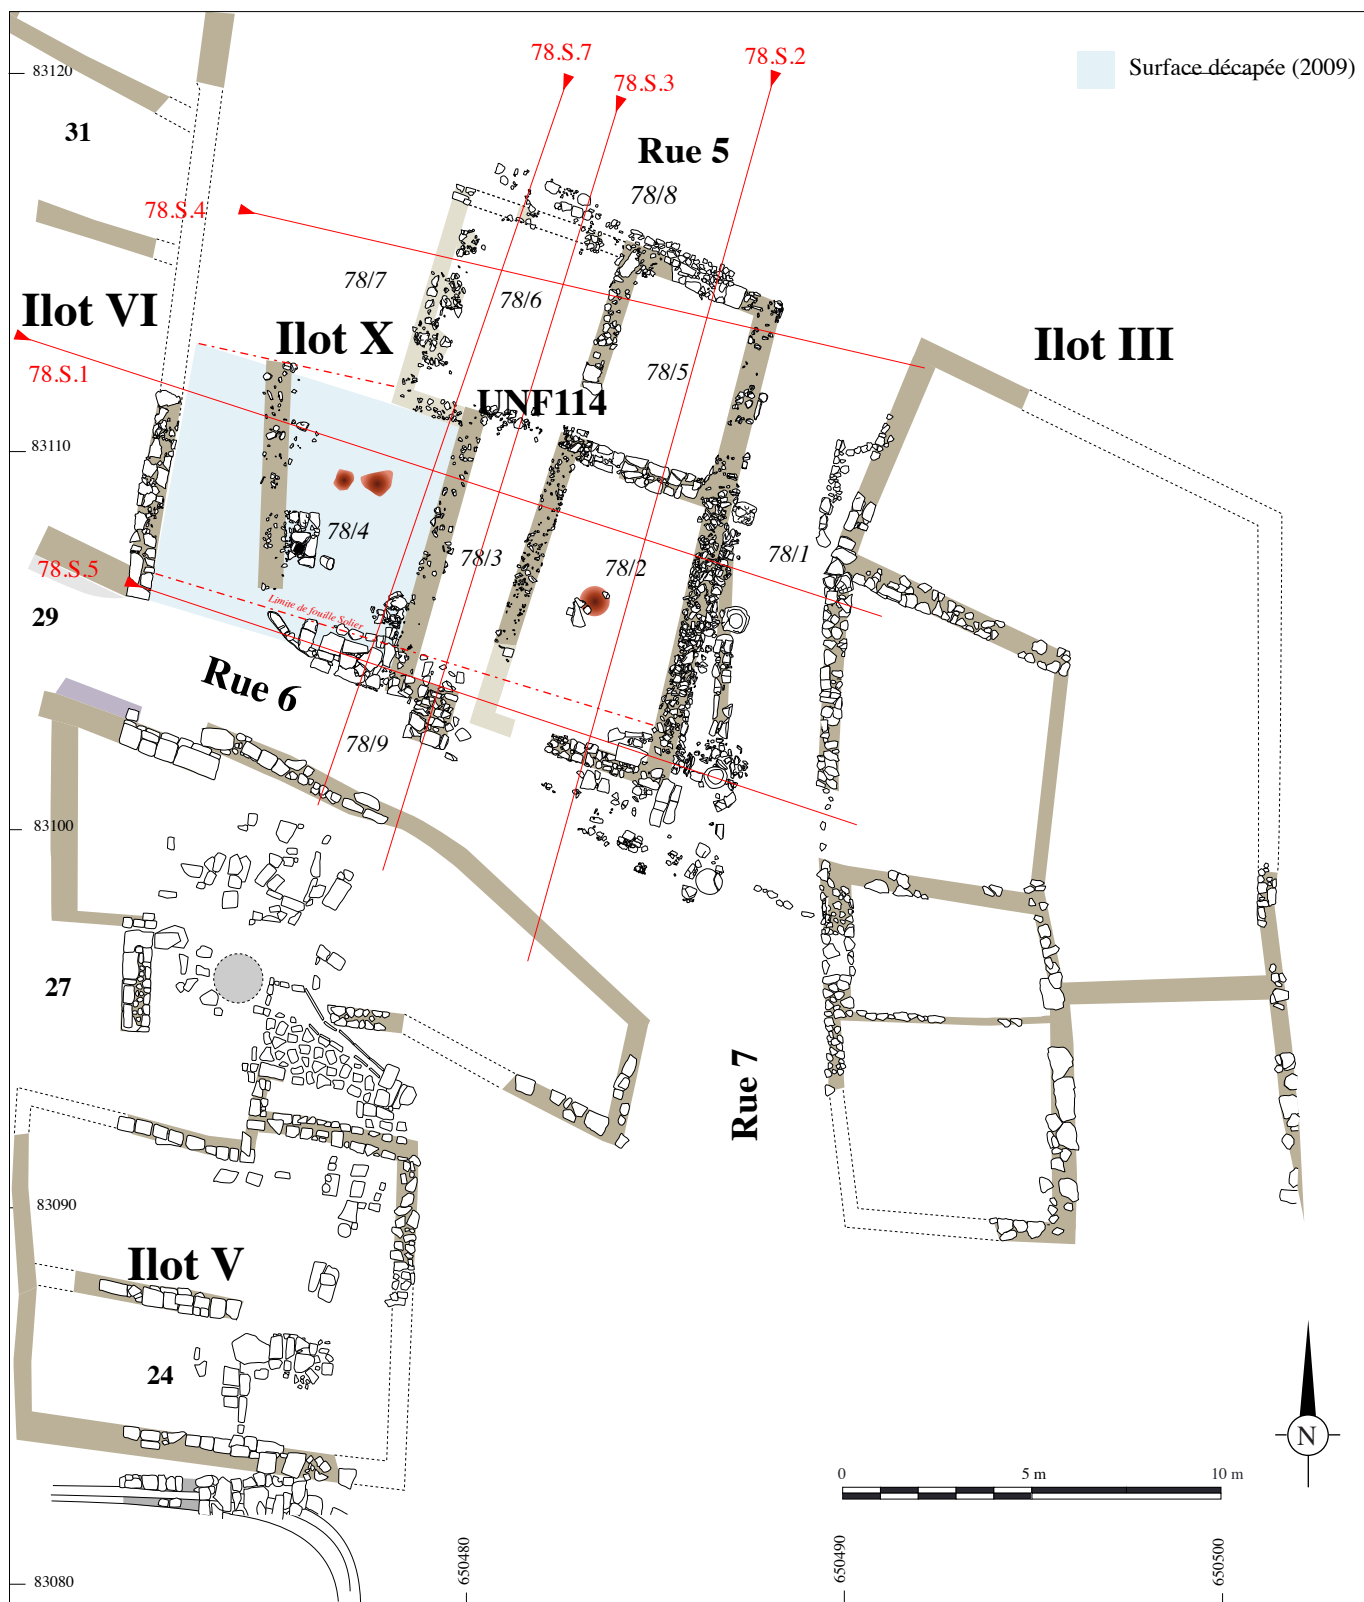 83120
78.S.7
78.S.3
78.S.2
Surface décapée (2009)
31
Rue 5
78/8
78.S.4
78/7
78/6
Ilot VI
Ilot X
Ilot III
78.S.1
78/5
UNF114
83110
78/4
78/3
78/2
78/1
78.S.5
Limite de fouille Solier
29
Rue 6
78/9
83100
27
Rue 7
83090
Ilot V
24
N
0
5 m
10 m
83080
650480
650490
650500